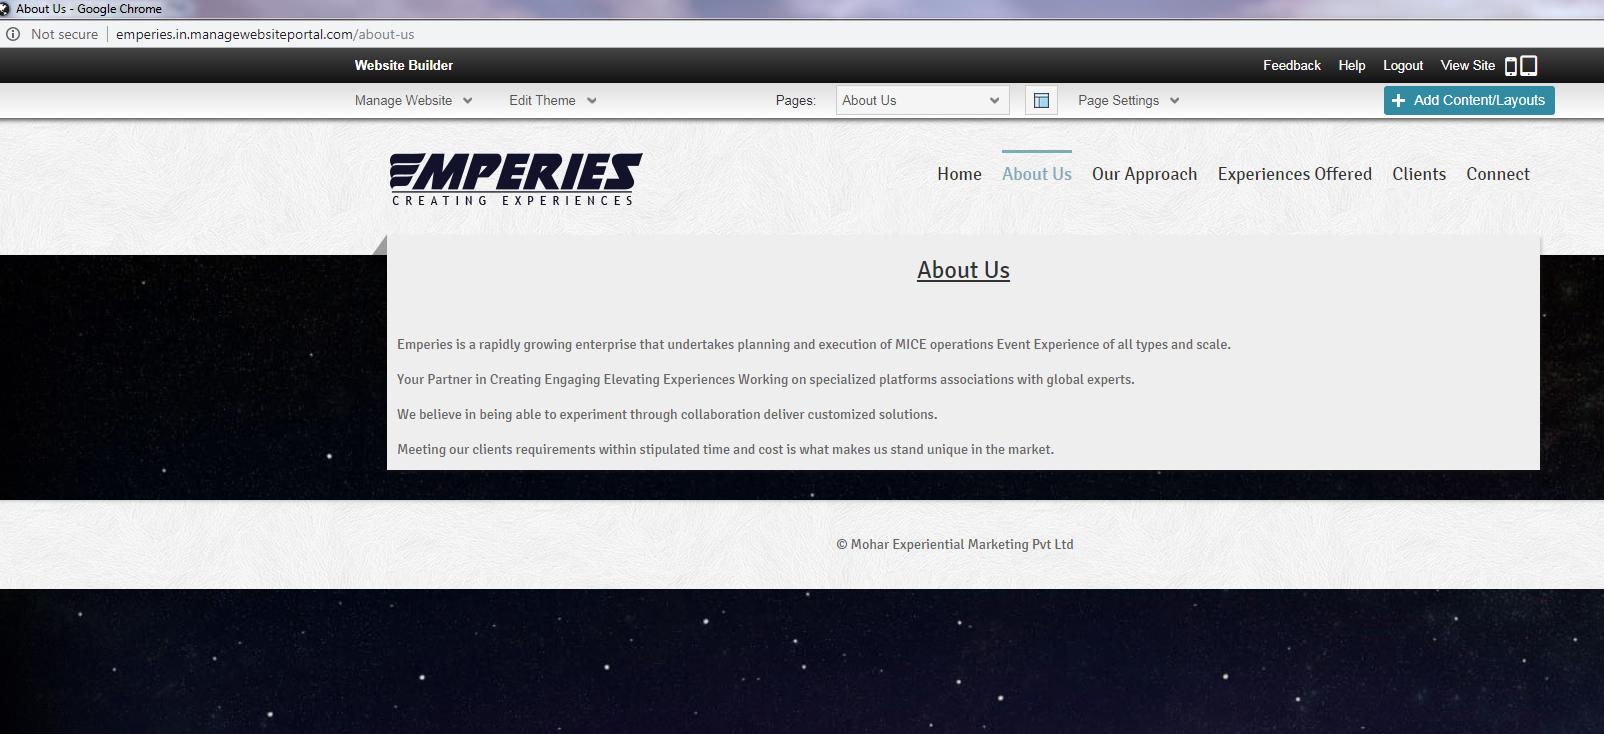 About Us - Google Chrome
Not secure emperies.in.managewebsiteportal.com/about-us
Website Builder Feedback Help Logout View Site
Manage Website Edit Theme Pages: About Us Page Settings Add Content/Layouts
EMPERIES
CREATING EXPERIENCES
Home About Us Our Approach Experiences Offered Clients Connect
About Us
Emperies is a rapidly growing enterprise that undertakes planning and execution of MICE operations Event Experience of all types and scale.
Your Partner in Creating Engaging Elevating Experiences Working on specialized platforms associations with global experts.
We believe in being able to experiment through collaboration deliver customized solutions.
Meeting our clients requirements within stipulated time and cost is what makes us stand unique in the market.
© Mohar Experiential Marketing Pvt Ltd